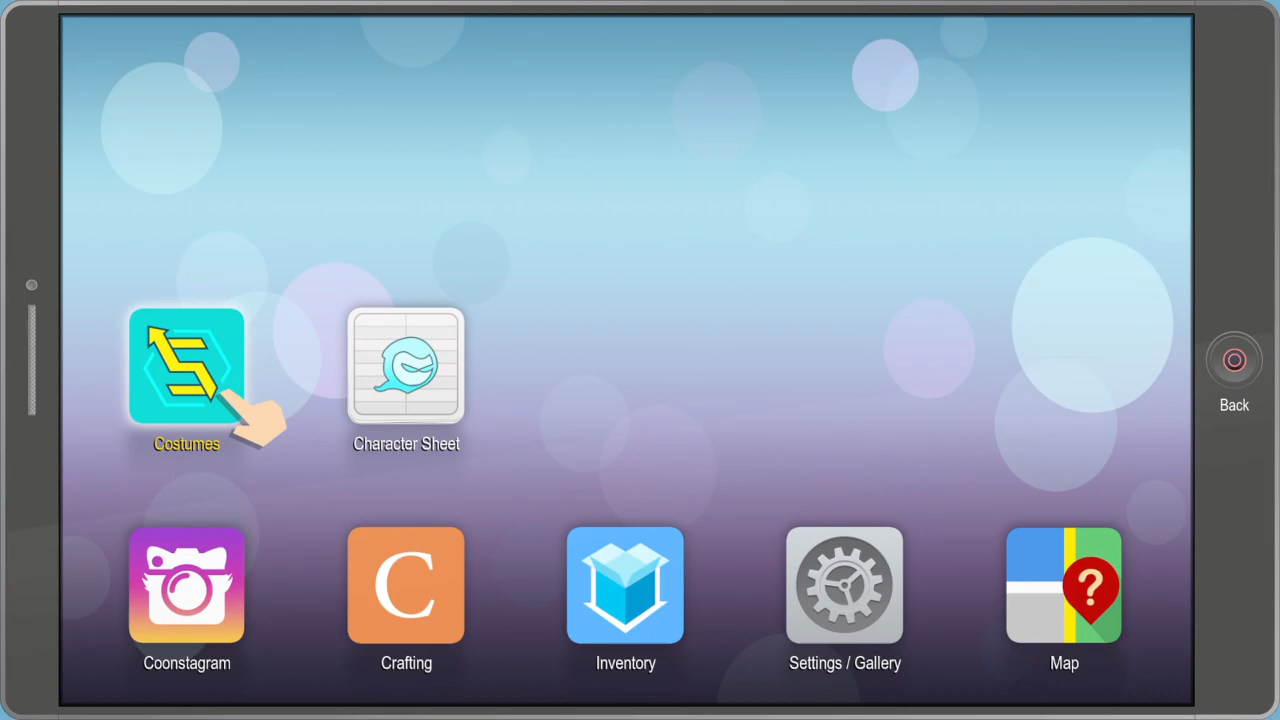 Costumes
Character Sheet
Back
C
Coonstagram
Crafting
Inventory
Settings / Gallery
?
Map